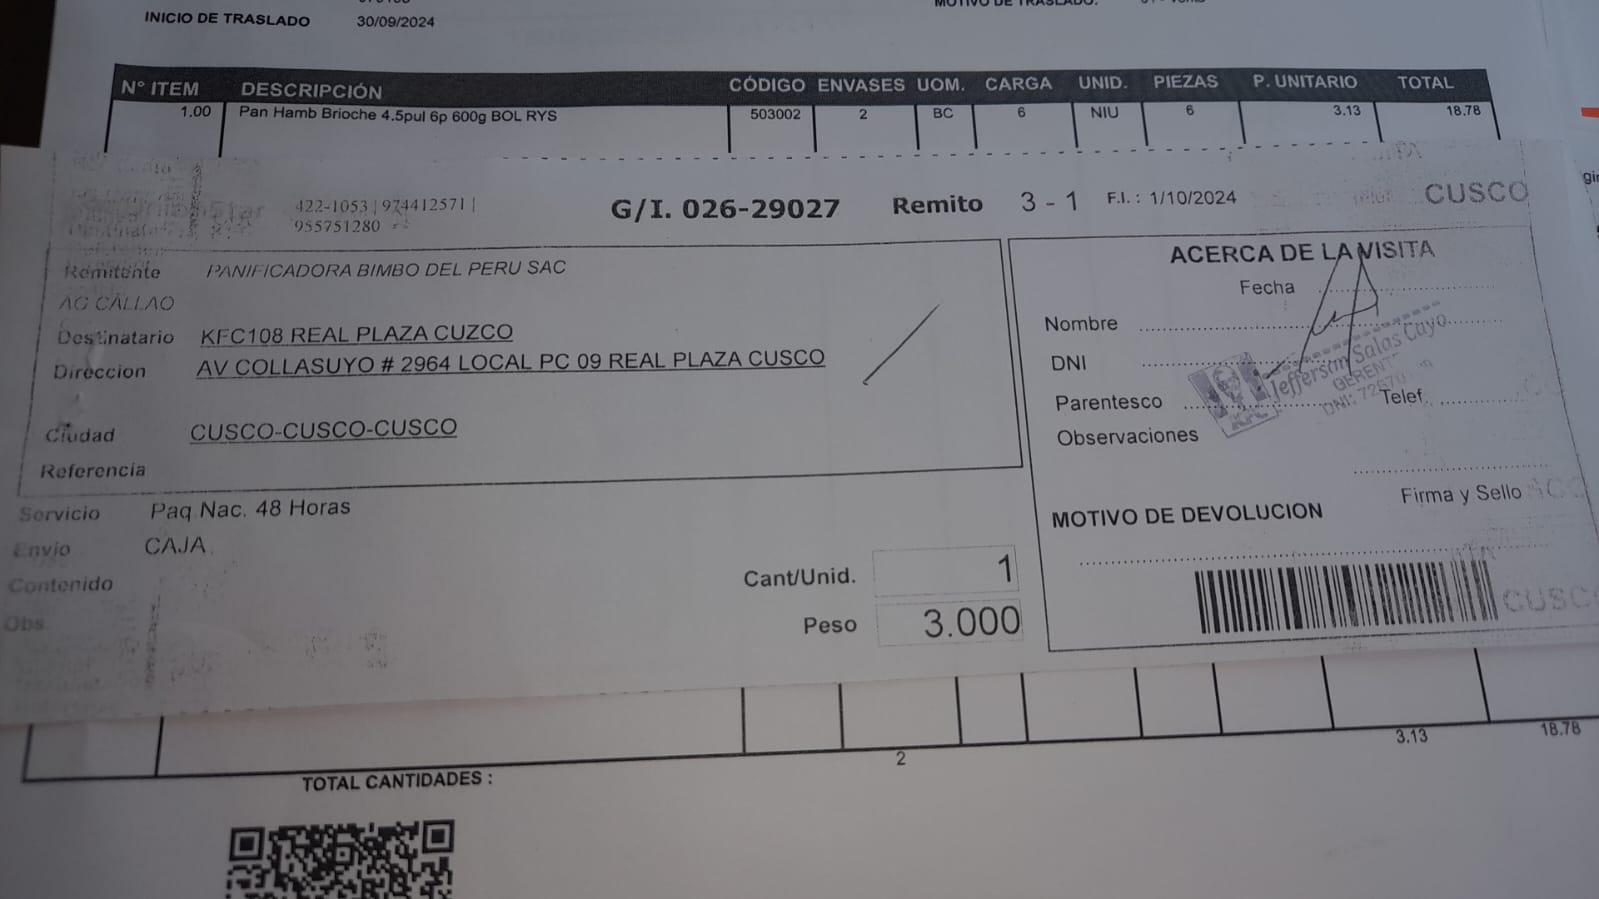 INICIO DE TRASLADO 30/09/2024
N° ITEM DESCRIPCIÓN CÓDIGO ENVASES UOM. CARGA UNID. PIEZAS P. UNITARIO TOTAL
1.00 Pan Hamb Brioche 4.5pul 6p 600g BOL RYS 503002 2 BC 6 NIU 6 3.13 18.78
422-1053 | 974412571 |
955751280
G/I. 026-29027 Remito 3 - 1 F.I. : 1/10/2024 CUSCO
Remitente PANIFICADORA BIMBO DEL PERU SAC
AG CALLAO
Destinatario KFC108 REAL PLAZA CUZCO
Direccion AV COLLASUYO # 2964 LOCAL PC 09 REAL PLAZA CUSCO
Ciudad CUSCO-CUSCO-CUSCO
Referencia
Servicio Paq Nac. 48 Horas
Envio CAJA
Contenido
Obs.
Cant/Unid. 1
Peso 3.000
ACERCA DE LA VISITA
Fecha
Nombre
DNI
Jefferson Salas Cayo
GERENTE
DNI:
KFC
Parentesco Telef
Observaciones
Firma y Sello
MOTIVO DE DEVOLUCION
CUSCO
3.13 18.78
2
TOTAL CANTIDADES :